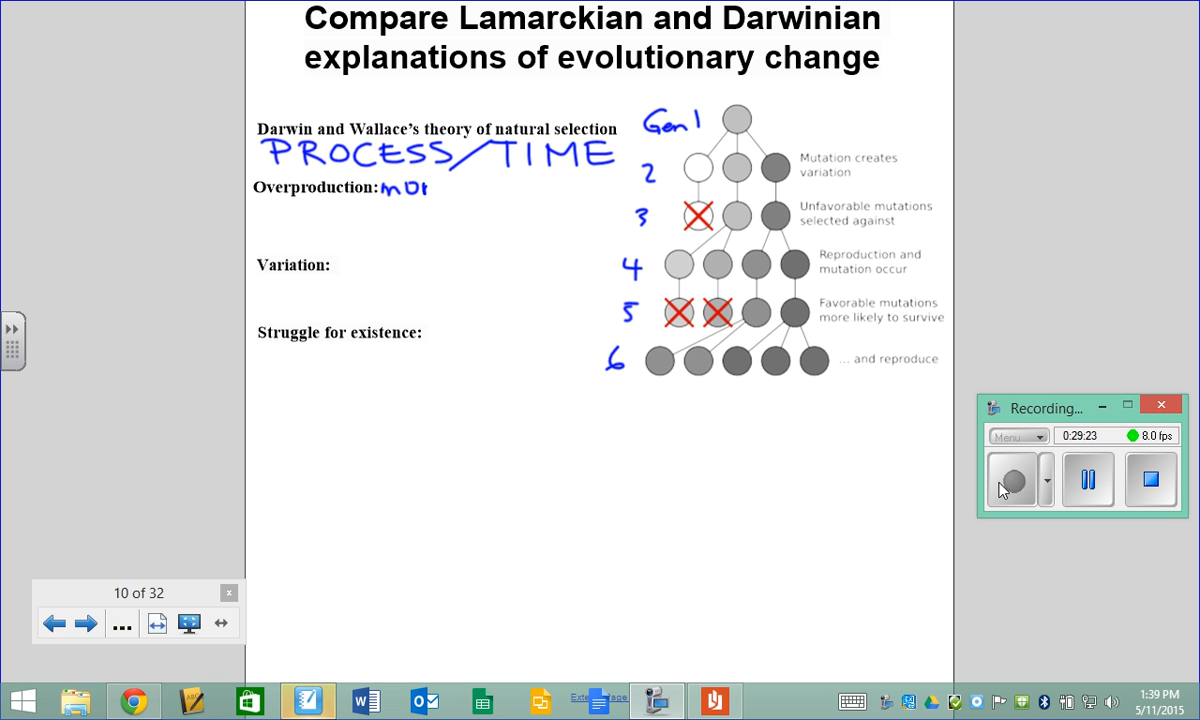 Compare Lamarckian and Darwinian
explanations of evolutionary change
Darwin and Wallace's theory of natural selection
PROCESS/TIME
Overproduction:
Variation:
Struggle for existence:
Gen 1
2
Mutation creates
variation
3
Unfavorable mutations
selected against
4
Reproduction and
mutation occur
5
Favorable mutations
more likely to survive
6
... and reproduce
Recording...
Menu
0:29:23
8.0 fps
10 of 32
...
1:39 PM
5/11/2015